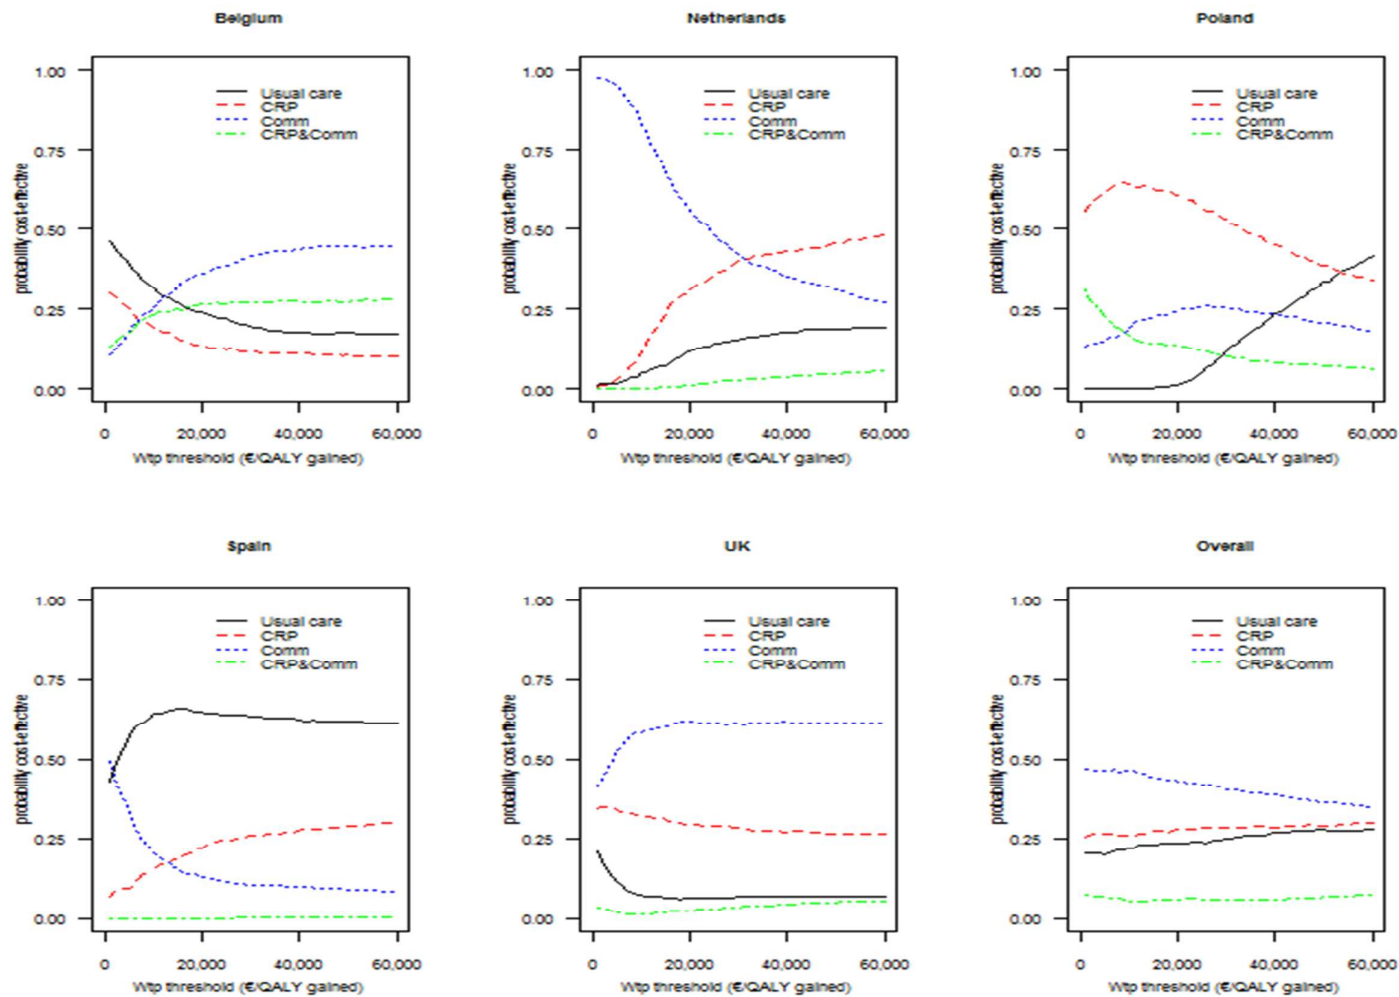 Belgium
1.00
0.75
0.50
0.25
0.00
probability cost-effective
Usual care
CRP
Comm
CRP&Comm
0 20,000 40,000 60,000
Wtp threshold (€/QALY gained)
Netherlands
1.00
0.75
0.50
0.25
0.00
probability cost-effective
Usual care
CRP
Comm
CRP&Comm
0 20,000 40,000 60,000
Wtp threshold (€/QALY gained)
Poland
1.00
0.75
0.50
0.25
0.00
probability cost-effective
Usual care
CRP
Comm
CRP&Comm
0 20,000 40,000 60,000
Wtp threshold (€/QALY gained)
Spain
1.00
0.75
0.50
0.25
0.00
probability cost-effective
Usual care
CRP
Comm
CRP&Comm
0 20,000 40,000 60,000
Wtp threshold (€/QALY gained)
UK
1.00
0.75
0.50
0.25
0.00
probability cost-effective
Usual care
CRP
Comm
CRP&Comm
0 20,000 40,000 60,000
Wtp threshold (€/QALY gained)
Overall
1.00
0.75
0.50
0.25
0.00
probability cost-effective
Usual care
CRP
Comm
CRP&Comm
0 20,000 40,000 60,000
Wtp threshold (€/QALY gained)